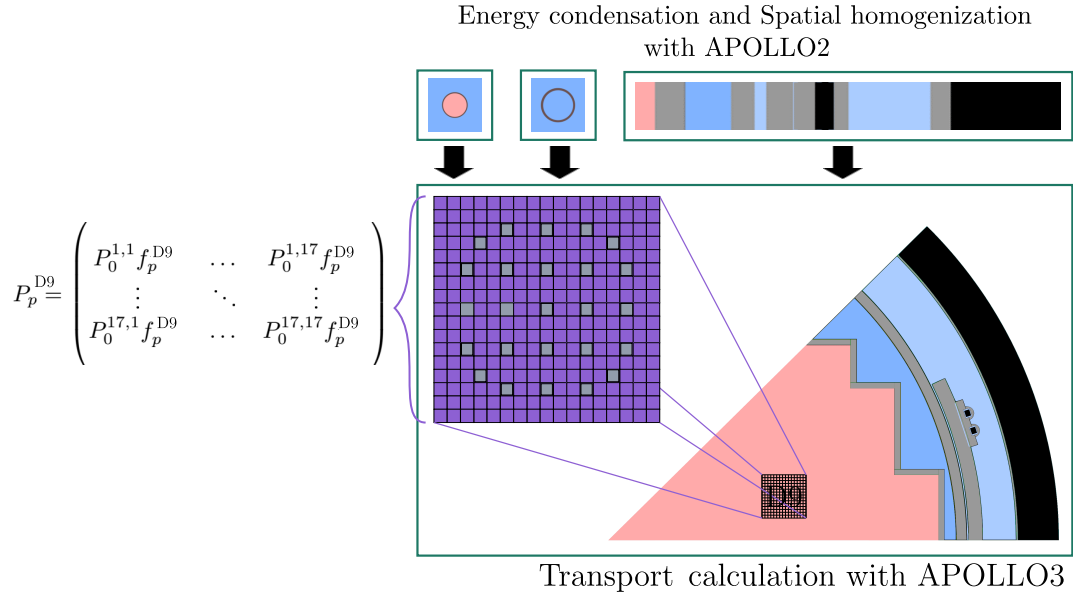 Energy condensation and Spatial homogenization
with APOLLO2
P_p^{D9} = ( P_0^{1,1} f_p^{D9} … P_0^{1,17} f_p^{D9}
⋮ ⋱ ⋮
P_0^{17,1} f_p^{D9} … P_0^{17,17} f_p^{D9} )
D9
Transport calculation with APOLLO3